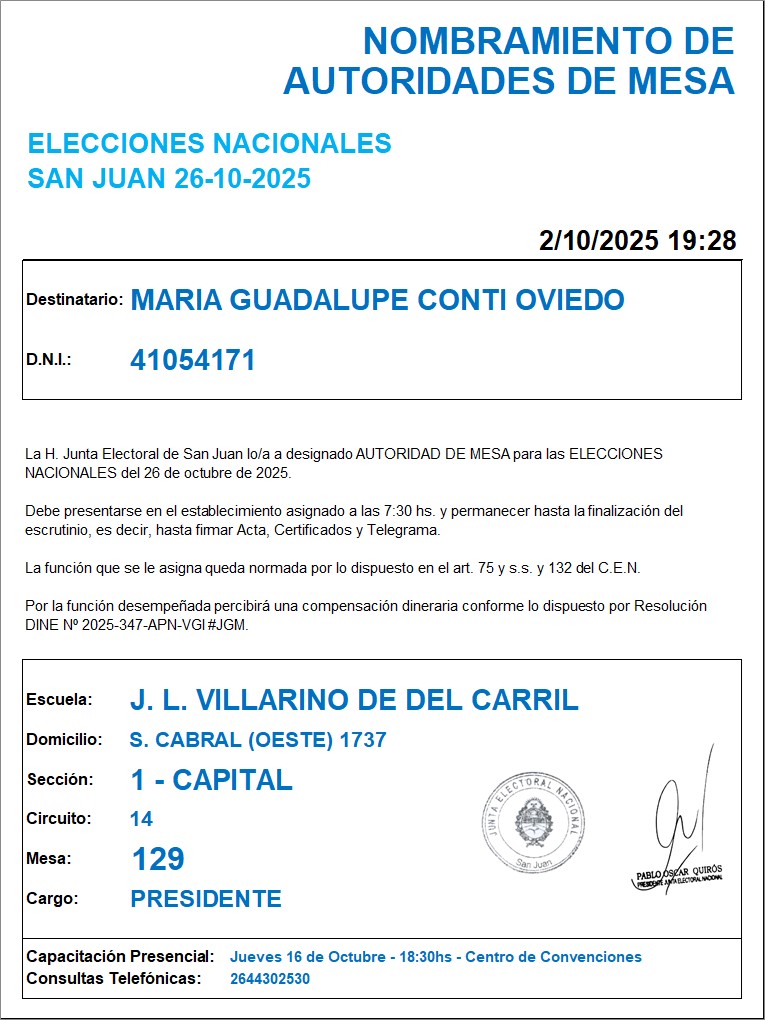 NOMBRAMIENTO DE
AUTORIDADES DE MESA
ELECCIONES NACIONALES
SAN JUAN 26-10-2025
2/10/2025 19:28
Destinatario: MARIA GUADALUPE CONTI OVIEDO
D.N.I.: 41054171
La H. Junta Electoral de San Juan lo/a a designado AUTORIDAD DE MESA para las ELECCIONES
NACIONALES del 26 de octubre de 2025.
Debe presentarse en el establecimiento asignado a las 7:30 hs. y permanecer hasta la finalización del
escrutinio, es decir, hasta firmar Acta, Certificados y Telegrama.
La función que se le asigna queda normada por lo dispuesto en el art. 75 y s.s. y 132 del C.E.N.
Por la función desempeñada percibirá una compensación dineraria conforme lo dispuesto por Resolución
DINE Nº 2025-347-APN-VGI#JGM.
Escuela: J. L. VILLARINO DE DEL CARRIL
Domicilio: S. CABRAL (OESTE) 1737
Sección: 1 - CAPITAL
Circuito: 14
Mesa: 129
Cargo: PRESIDENTE
JUNTA ELECTORAL NACIONAL
San Juan
PABLO OSCAR QUIRÓS
PRESIDENTE JUNTA ELECTORAL NACIONAL
Capacitación Presencial: Jueves 16 de Octubre - 18:30hs - Centro de Convenciones
Consultas Telefónicas: 2644302530